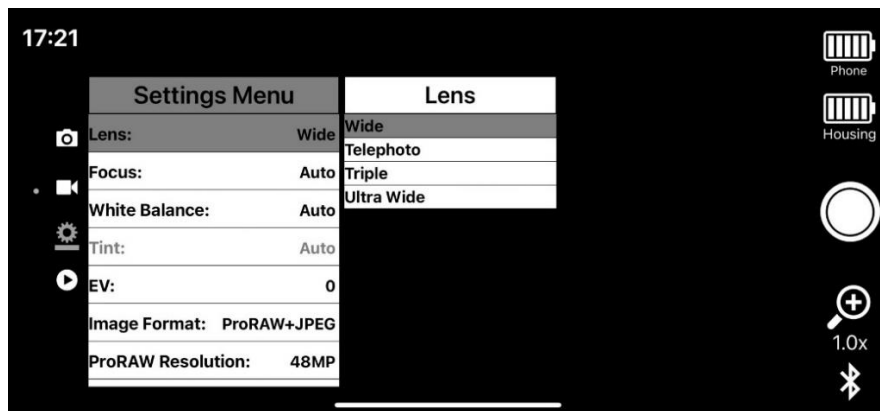 17:21
Phone
Housing
Settings Menu
Lens: Wide
Focus: Auto
White Balance: Auto
Tint: Auto
EV: 0
Image Format: ProRAW+JPEG
ProRAW Resolution: 48MP
Lens
Wide
Telephoto
Triple
Ultra Wide
1.0x